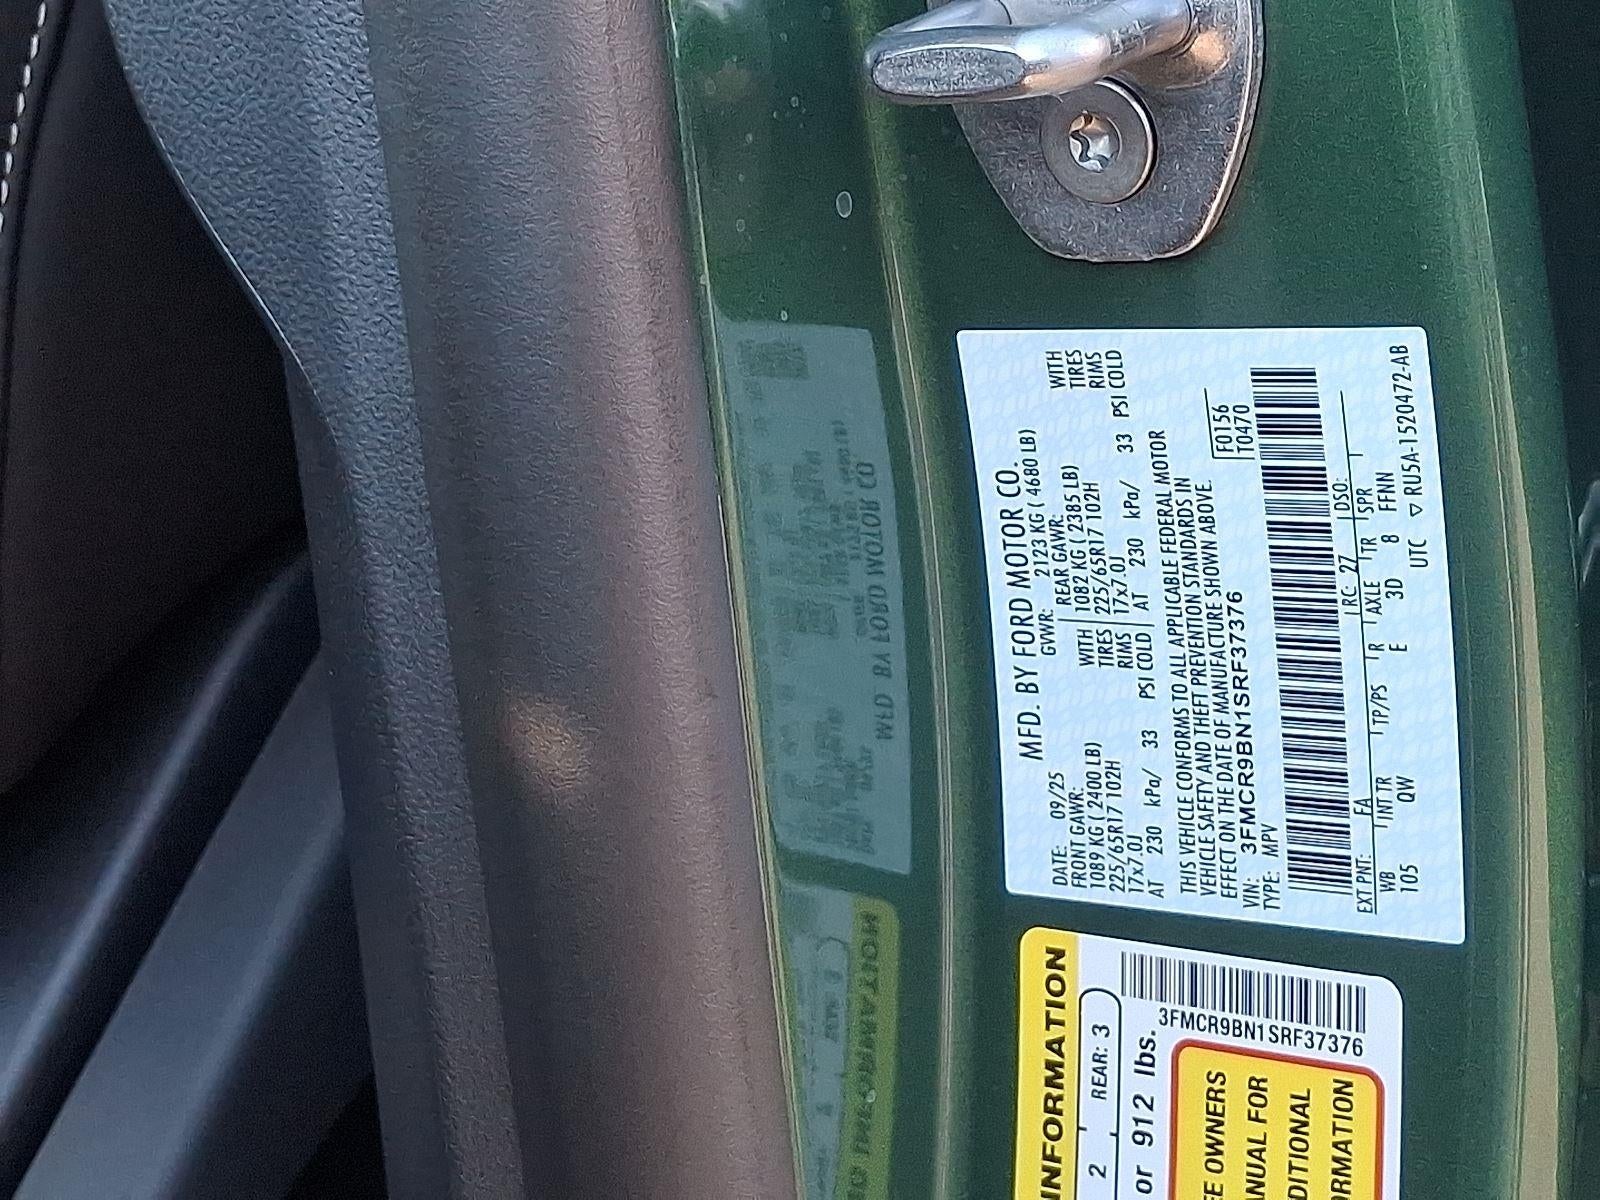 MFD. BY FORD MOTOR CO.
DATE: 09/25 GVWR: 2123 KG ( 4680 LB)
FRONT GAWR: REAR GAWR:
1089 KG ( 2400 LB) WITH 1082 KG ( 2385 LB) WITH
225/65R17 102H TIRES 225/65R17 102H TIRES
17x7.0J RIMS 17x7.0J RIMS
AT 230 kPa/ 33 PSI COLD AT 230 kPa/ 33 PSI COLD
THIS VEHICLE CONFORMS TO ALL APPLICABLE FEDERAL MOTOR
VEHICLE SAFETY AND THEFT PREVENTION STANDARDS IN
EFFECT ON THE DATE OF MANUFACTURE SHOWN ABOVE.
VIN: 3FMCR9BN1SRF37376 F0156
TYPE: MPV T0470
EXT PNT: FA RC: 27 DSO:
WB INT TR TP/PS R AXLE TR SPR
105 QW E 3D 8 FFNN
UTC ▽ RU5A-1520472-AB
INFORMATION
2 REAR: 3
or 912 lbs.
3FMCR9BN1SRF37376
OWNERS
FOR